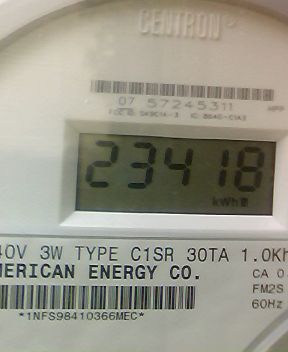 CENTRON
07 57245311
23418
kWh
40V 3W TYPE C1SR 30TA 1.0Kh
MERICAN ENERGY CO.
CA 0.
FM2S
60Hz
*1NFS98410366MEC*